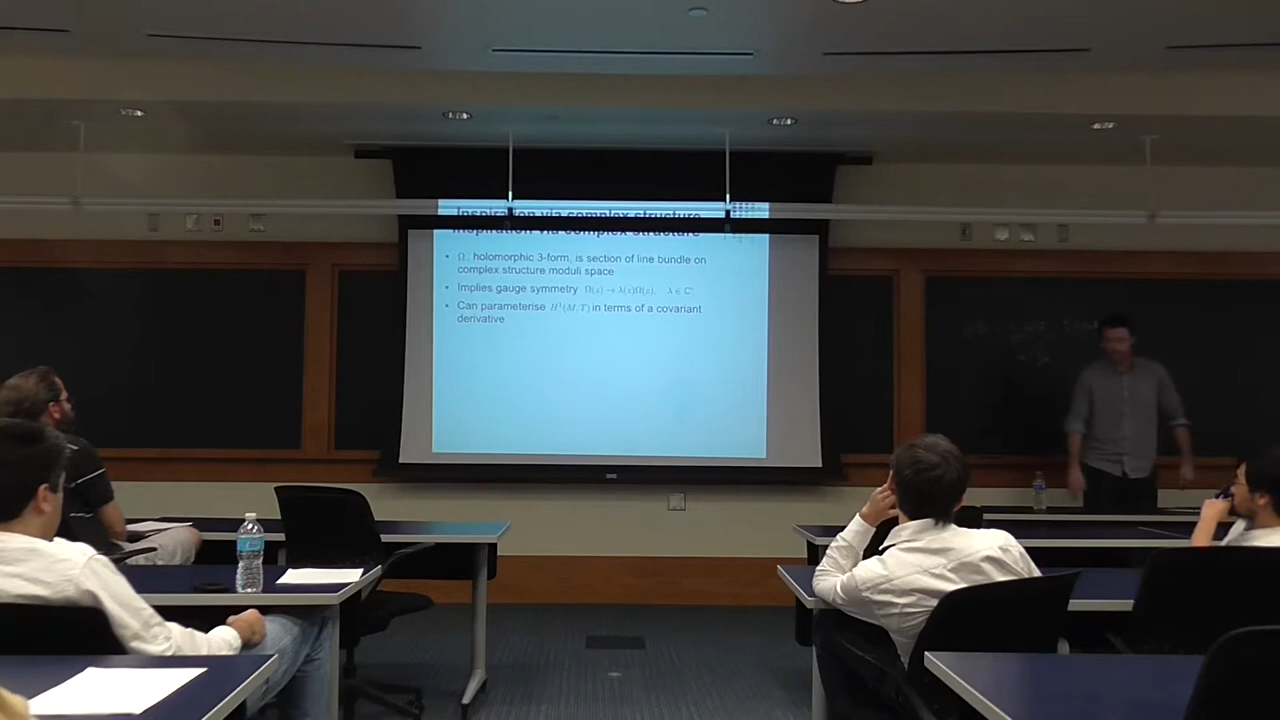 Inspiration via complex structure
• Ω, holomorphic 3-form, is section of line bundle on
complex structure moduli space
• Implies gauge symmetry Ω(z) → λ(z)Ω(z), λ ∈ ℂ*
• Can parameterise H¹(M,T) in terms of a covariant
derivative